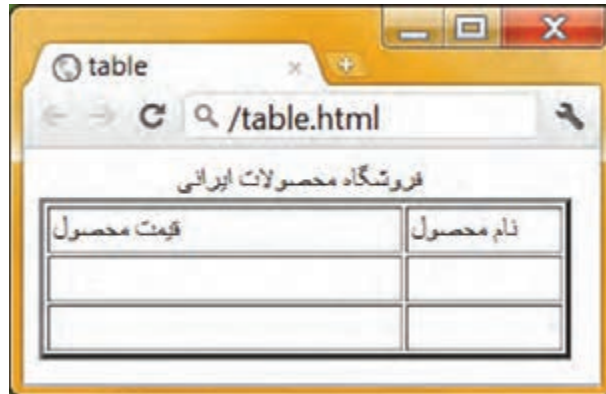 table
/table.html
فروشگاه محصولات ایرانی
نام محصول قیمت محصول